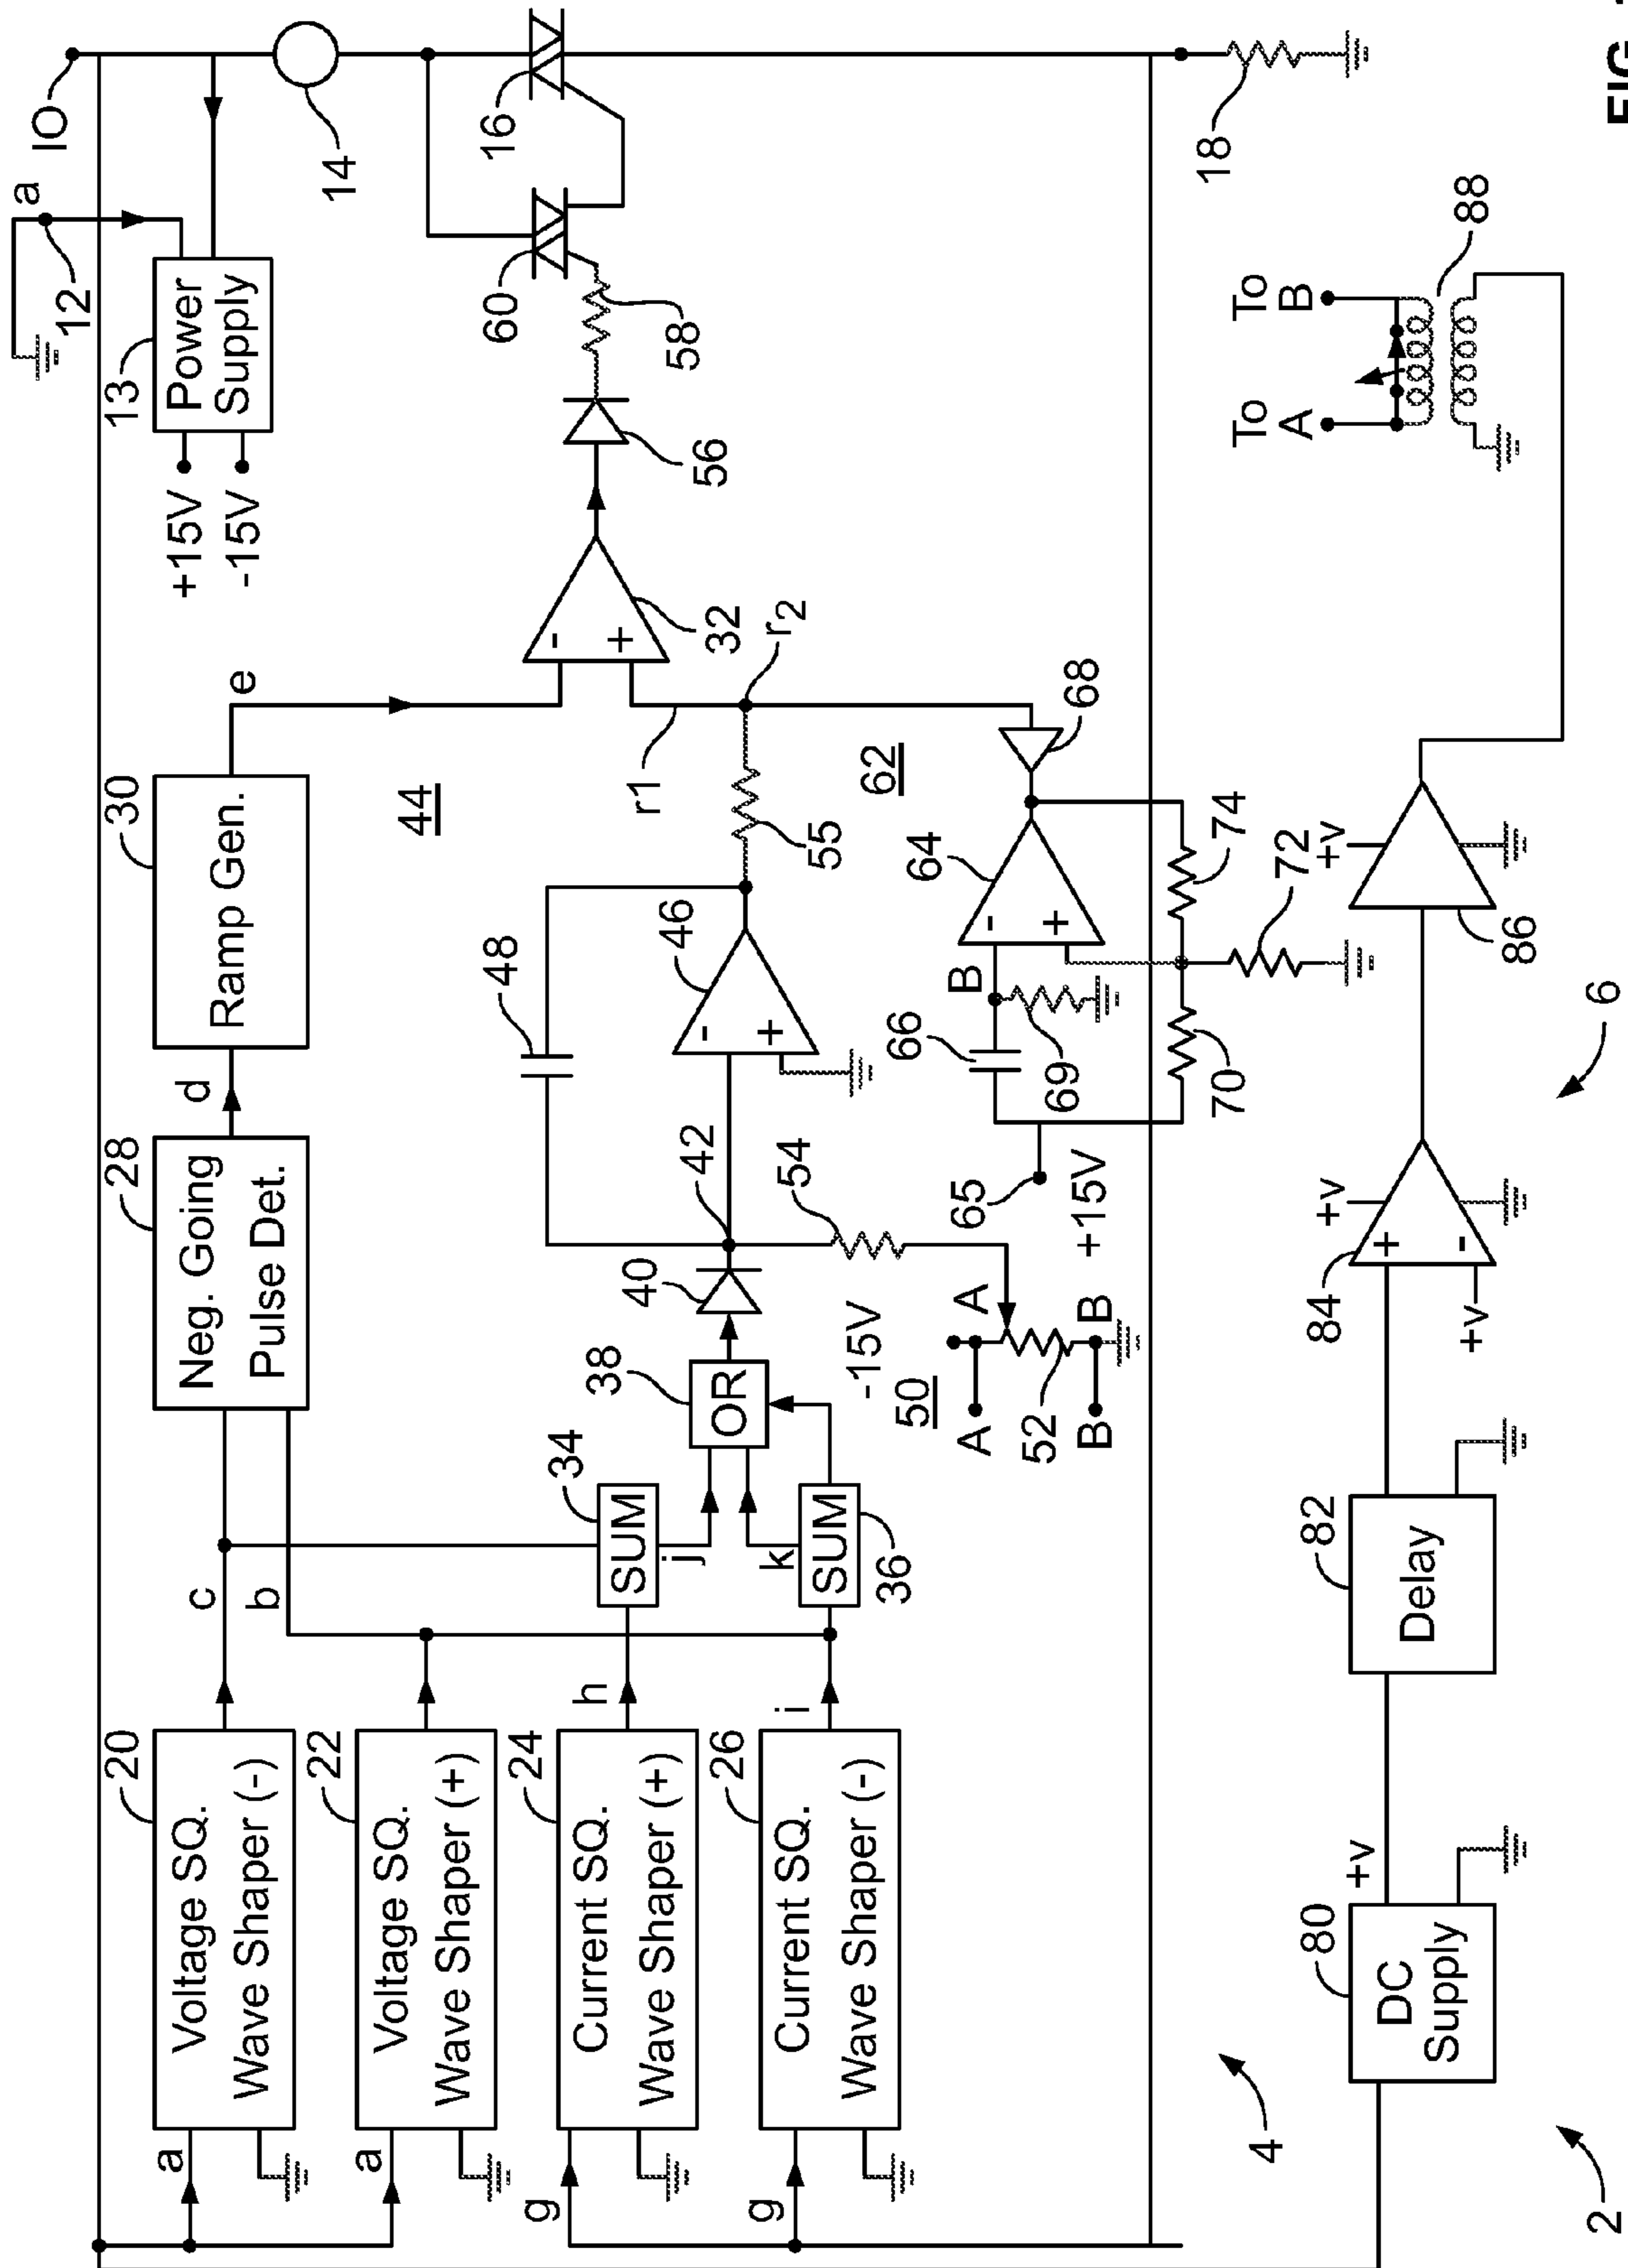 IO
a
12
13
Power
Supply
+15V
-15V
14
16
60
58
56
18
20
Voltage SQ.
Wave Shaper (-)
a
22
Voltage SQ.
Wave Shaper (+)
a
24
Current SQ.
Wave Shaper (+)
g
26
Current SQ.
Wave Shaper (-)
g
c
b
h
i
28
Neg. Going
Pulse Det.
d
30
Ramp Gen.
e
44
34
SUM
j
k
SUM
36
38
OR
40
42
48
-
+
46
54
-15V
50
A
A
52
B
B
55
r1
r2
-
+
32
62
68
64
-
+
B
66
69
65
+15V
70
72
74
4
2
6
80
DC
Supply
+v
82
Delay
84
+
-
+v
+v
86
+v
88
To
A
To
B